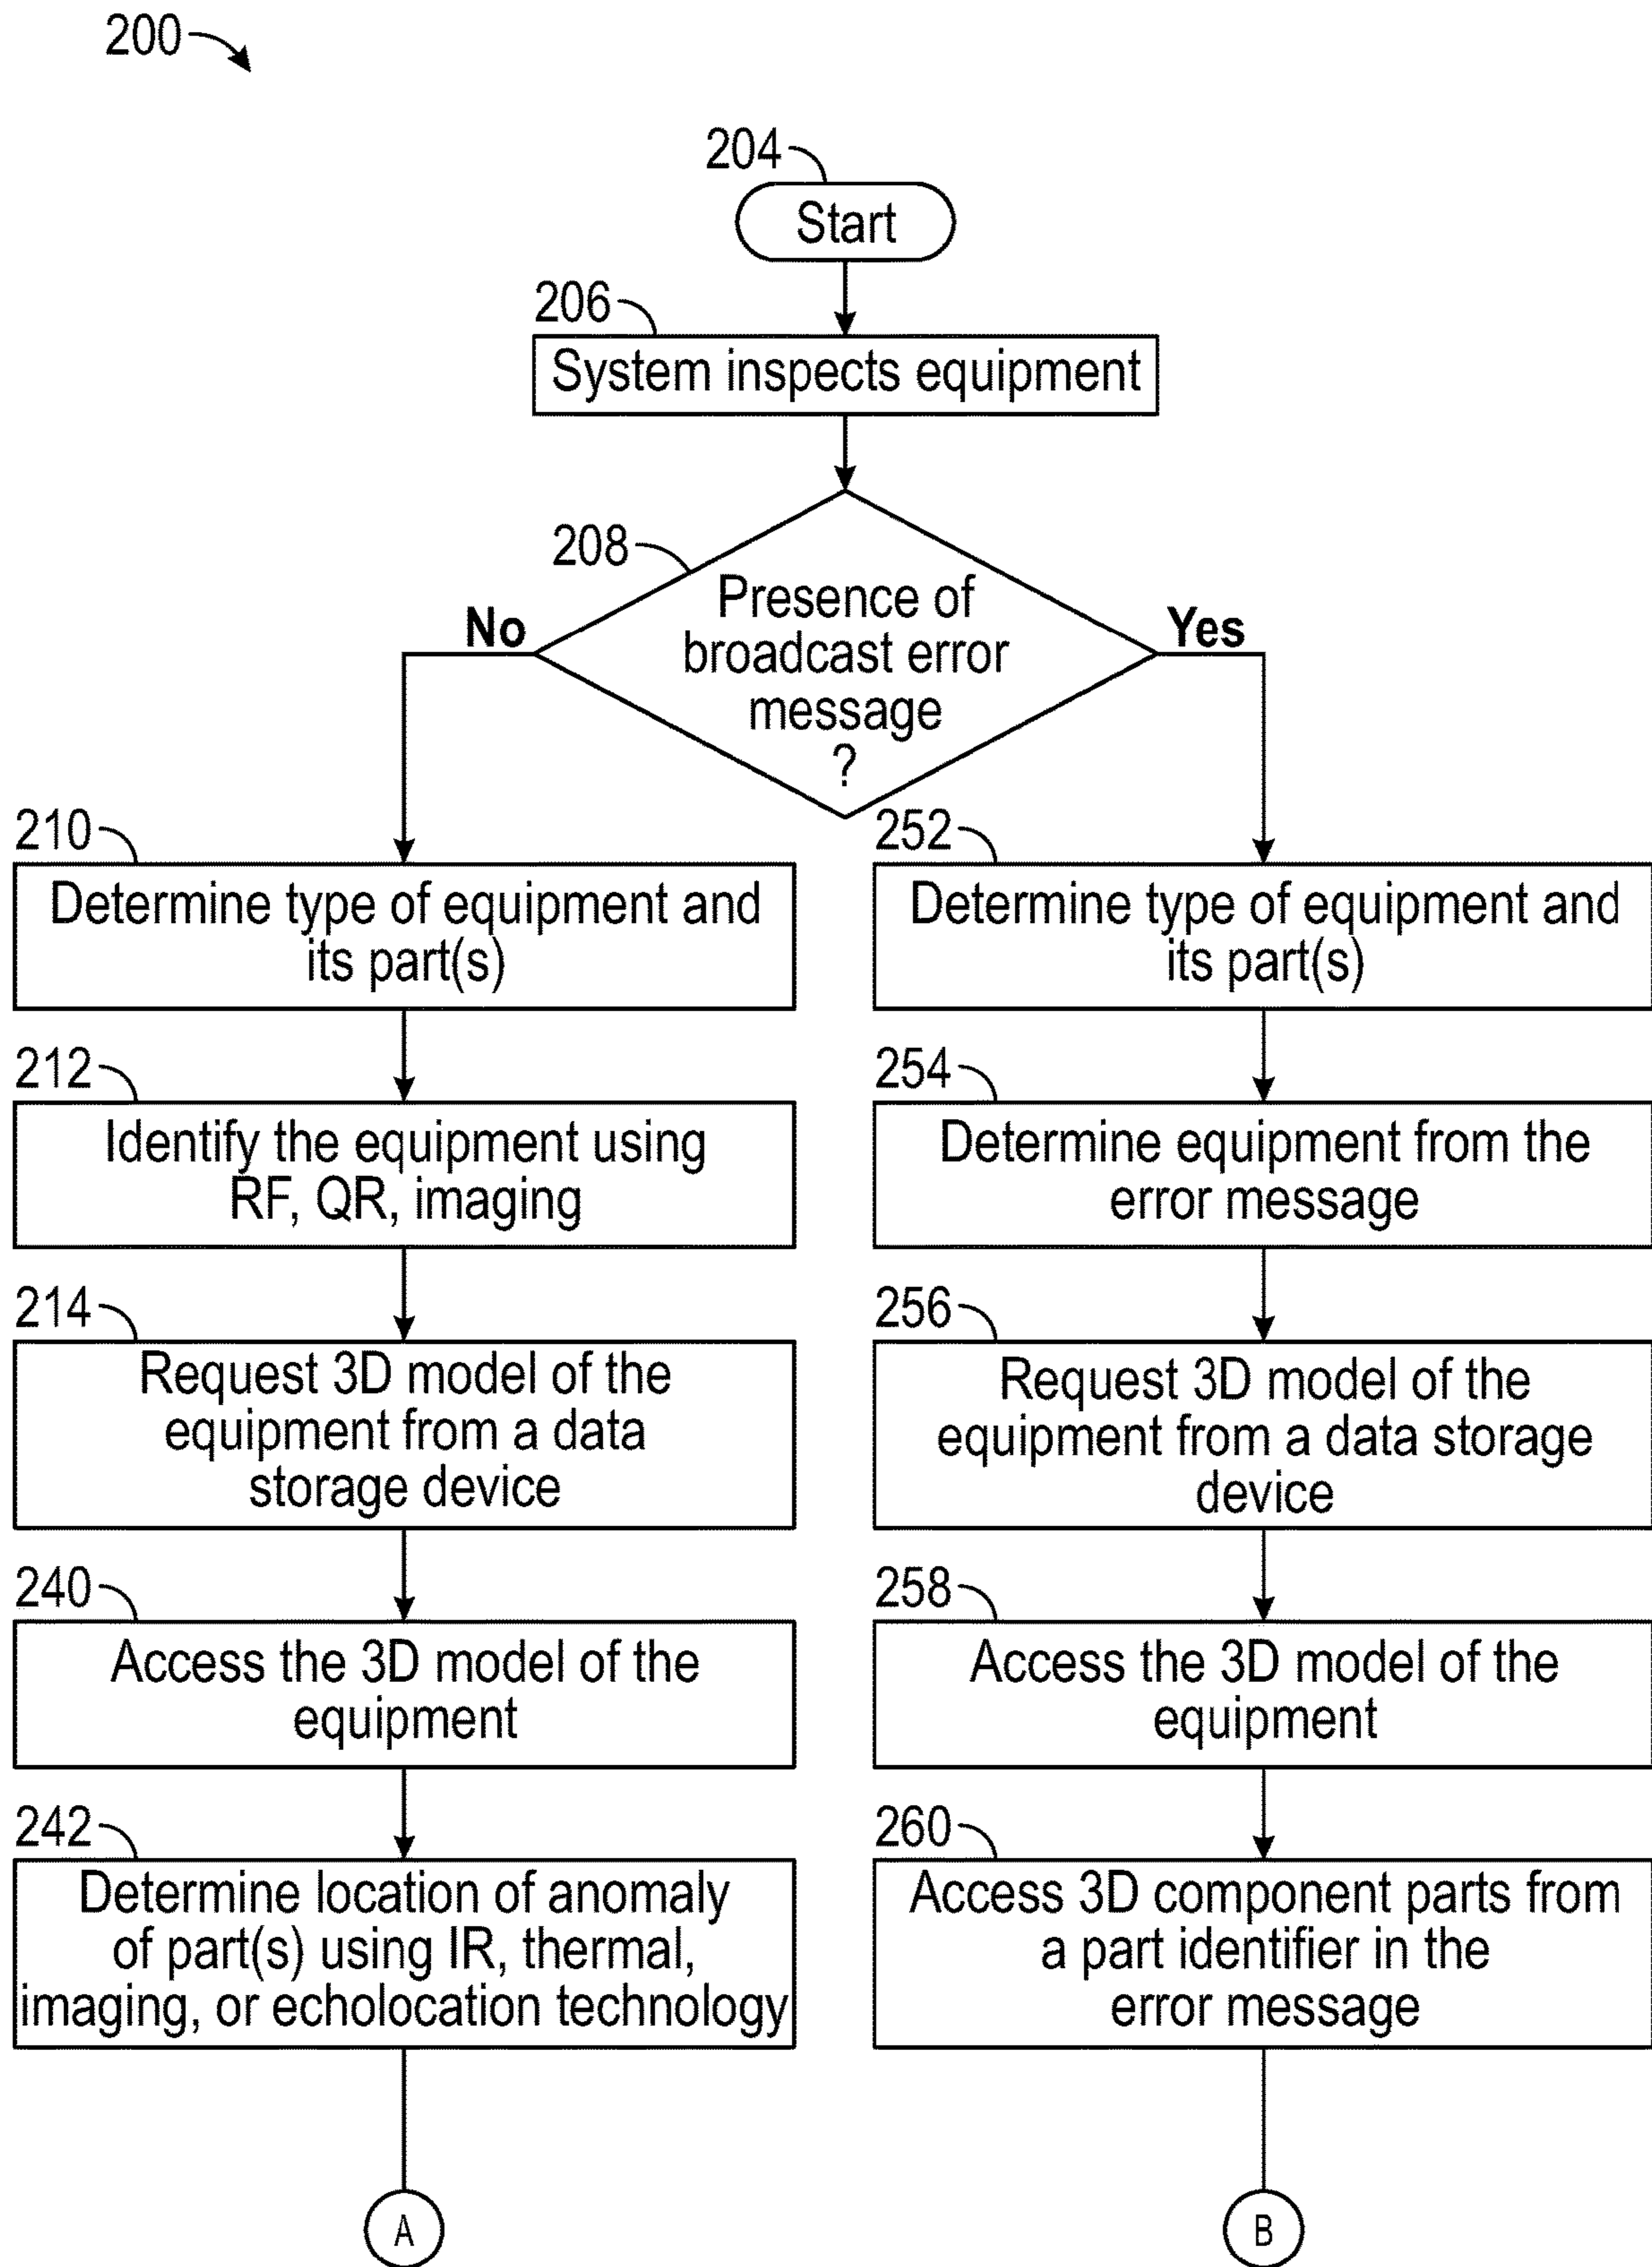 200
204
Start
206
System inspects equipment
208
Presence of
broadcast error
message
?
No
Yes
210
Determine type of equipment and
its part(s)
212
Identify the equipment using
RF, QR, imaging
214
Request 3D model of the
equipment from a data
storage device
240
Access the 3D model of the
equipment
242
Determine location of anomaly
of part(s) using IR, thermal,
imaging, or echolocation technology
A
252
Determine type of equipment and
its part(s)
254
Determine equipment from the
error message
256
Request 3D model of the
equipment from a data storage
device
258
Access the 3D model of the
equipment
260
Access 3D component parts from
a part identifier in the
error message
B